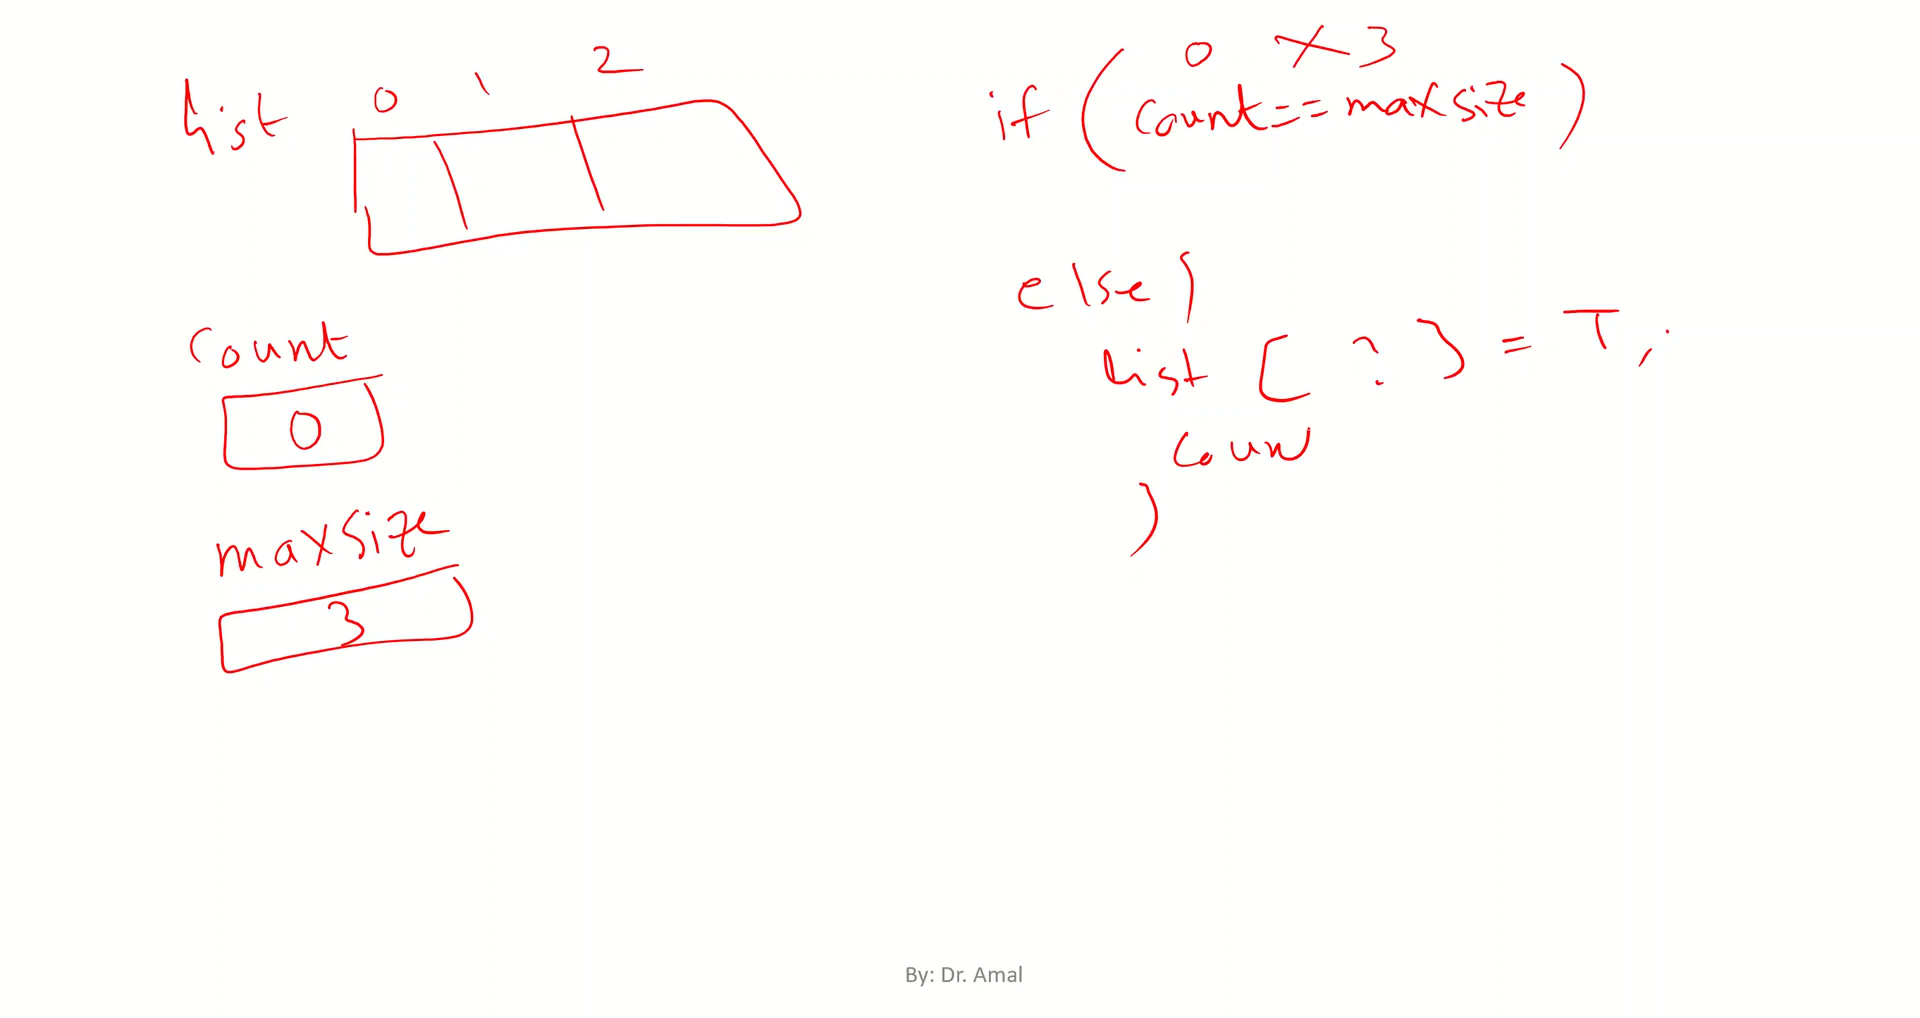 list 0 1 2
count
0
maxsize
3
0 X 3
if (count==maxsize)
else {
list [ ? ] = T ;
coun
}
By: Dr. Amal